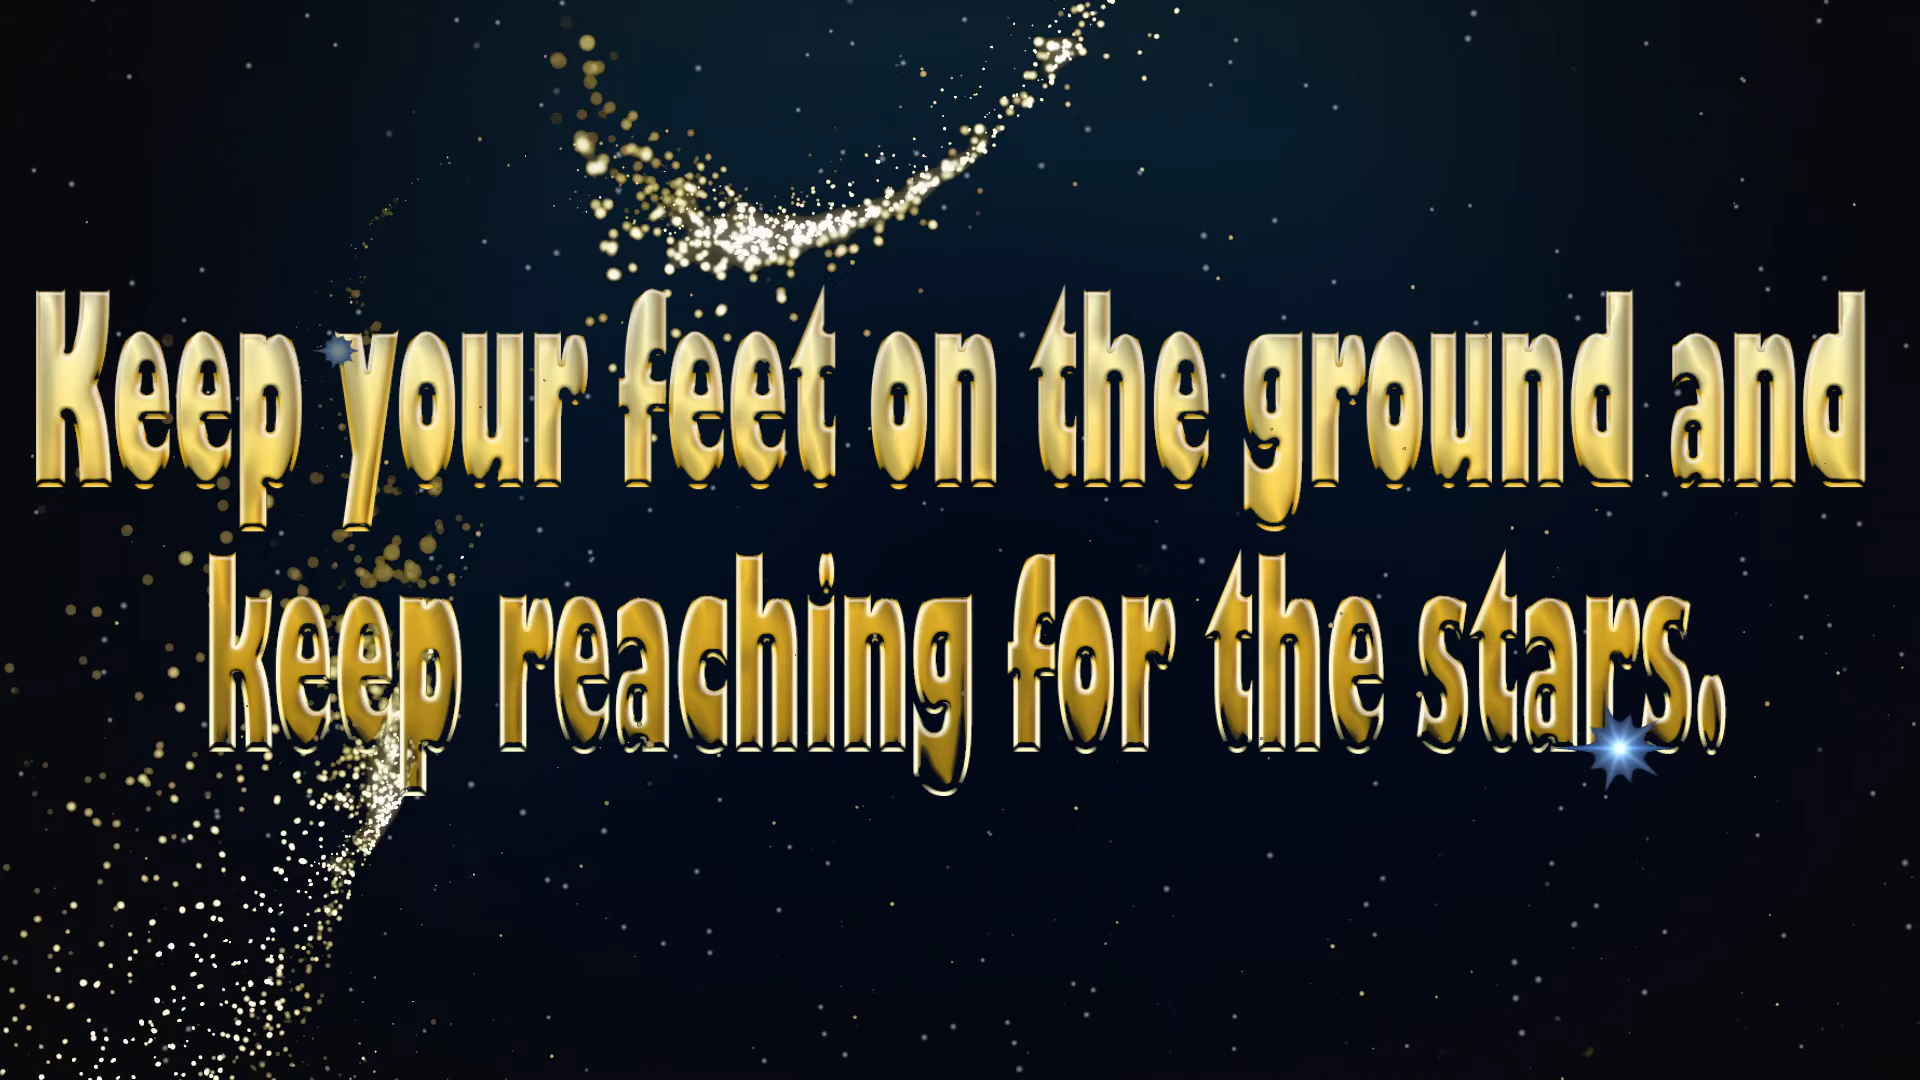 Keep your feet on the ground and
keep reaching for the stars.